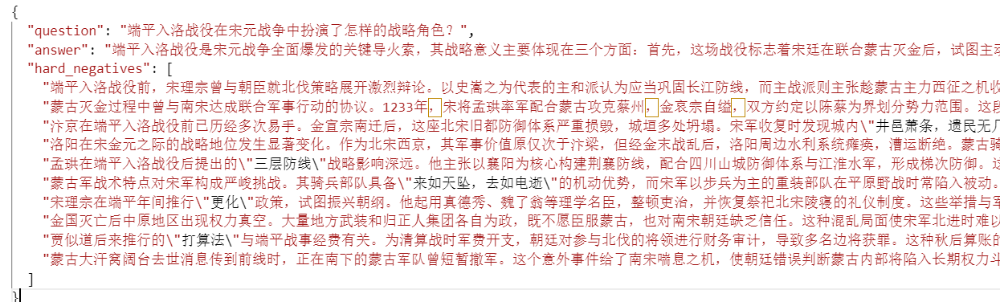 {
"question": "端平入洛战役在宋元战争中扮演了怎样的战略角色？",
"answer": "端平入洛战役是宋元战争全面爆发的关键导火索，其战略意义主要体现在三个方面：首先，这场战役标志着宋廷在联合蒙古灭金后，试图主动
"hard_negatives": [
"端平入洛战役前，宋理宗曾与朝臣就北伐策略展开激烈辩论。以史嵩之为代表的主和派认为应当巩固长江防线，而主战派则主张趁蒙古主力西征之机收
"蒙古灭金过程中曾与南宋达成联合军事行动的协议。1233年，宋将孟珙率军配合蒙古攻克蔡州，金哀宗自缢，双方约定以陈蔡为界划分势力范围。这段
"汴京在端平入洛战役前已历经多次易手。金宣宗南迁后，这座北宋旧都防御体系严重损毁，城垣多处坍塌。宋军收复时发现城内\"井邑萧条，遗民无几
"洛阳在宋金元之际的战略地位发生显著变化。作为北宋西京，其军事价值原仅次于汴梁，但经金末战乱后，洛阳周边水利系统瘫痪，漕运断绝。蒙古骑
"孟珙在端平入洛战役后提出的\"三层防线\"战略影响深远。他主张以襄阳为核心构建荆襄防线，配合四川山城防御体系与江淮水军，形成梯次防御。这
"蒙古军战术特点对宋军构成严峻挑战。其骑兵部队具备\"来如天坠，去如电逝\"的机动优势，而宋军以步兵为主的重装部队在平原野战时常陷入被动。
"宋理宗在端平年间推行\"更化\"政策，试图振兴朝纲。他起用真德秀、魏了翁等理学名臣，整顿吏治，并恢复祭祀北宋陵寝的礼仪制度。这些举措与军
"金国灭亡后中原地区出现权力真空。大量地方武装和归正人集团各自为政，既不愿臣服蒙古，也对南宋朝廷缺乏信任。这种混乱局面使宋军北进时难以
"贾似道后来推行的\"打算法\"与端平战事经费有关。为清算战时军费开支，朝廷对参与北伐的将领进行财务审计，导致多名边将获罪。这种秋后算账的
"蒙古大汗窝阔台去世消息传到前线时，正在南下的蒙古军队曾短暂撤军。这个意外事件给了南宋喘息之机，使朝廷错误判断蒙古内部将陷入长期权力斗
]
}